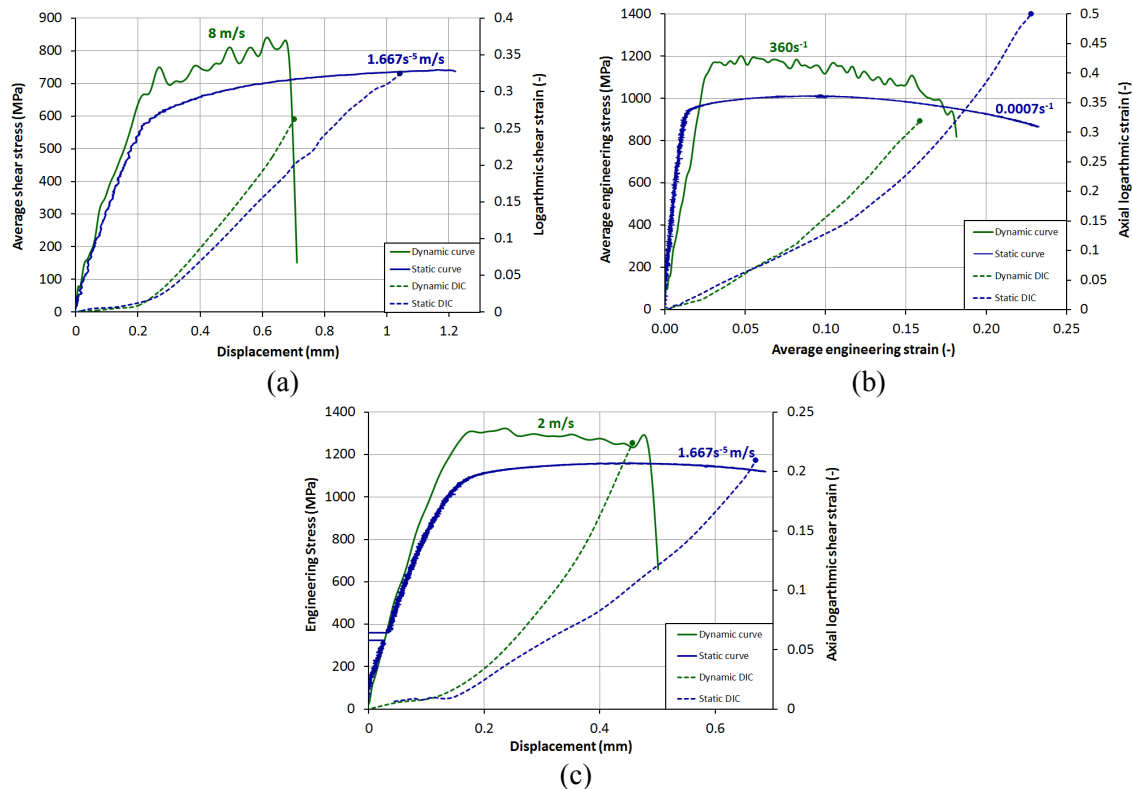 900
800
700
600
500
400
300
200
100
0
Average shear stress (MPa)
8 m/s
1.667s-5 m/s
0.4
0.35
0.3
0.25
0.2
0.15
0.1
0.05
0
Logarthmic shear strain (-)
Dynamic curve
Static curve
Dynamic DIC
Static DIC
0 0.2 0.4 0.6 0.8 1 1.2
Displacement (mm)
(a)
1400
1200
1000
800
600
400
200
0
Average engineering stress (MPa)
360s-1
0.0007s-1
0.5
0.45
0.4
0.35
0.3
0.25
0.2
0.15
0.1
0.05
0
Axial logarthmic strain (-)
Dynamic curve
Static curve
Dynamic DIC
Static DIC
0.00 0.05 0.10 0.15 0.20 0.25
Average engineering strain (-)
(b)
1400
1200
1000
800
600
400
200
0
Engineering Stress (MPa)
2 m/s
1.667s-5 m/s
0.25
0.2
0.15
0.1
0.05
0
Axial logarthmic shear strain (-)
Dynamic curve
Static curve
Dynamic DIC
Static DIC
0 0.2 0.4 0.6
Displacement (mm)
(c)